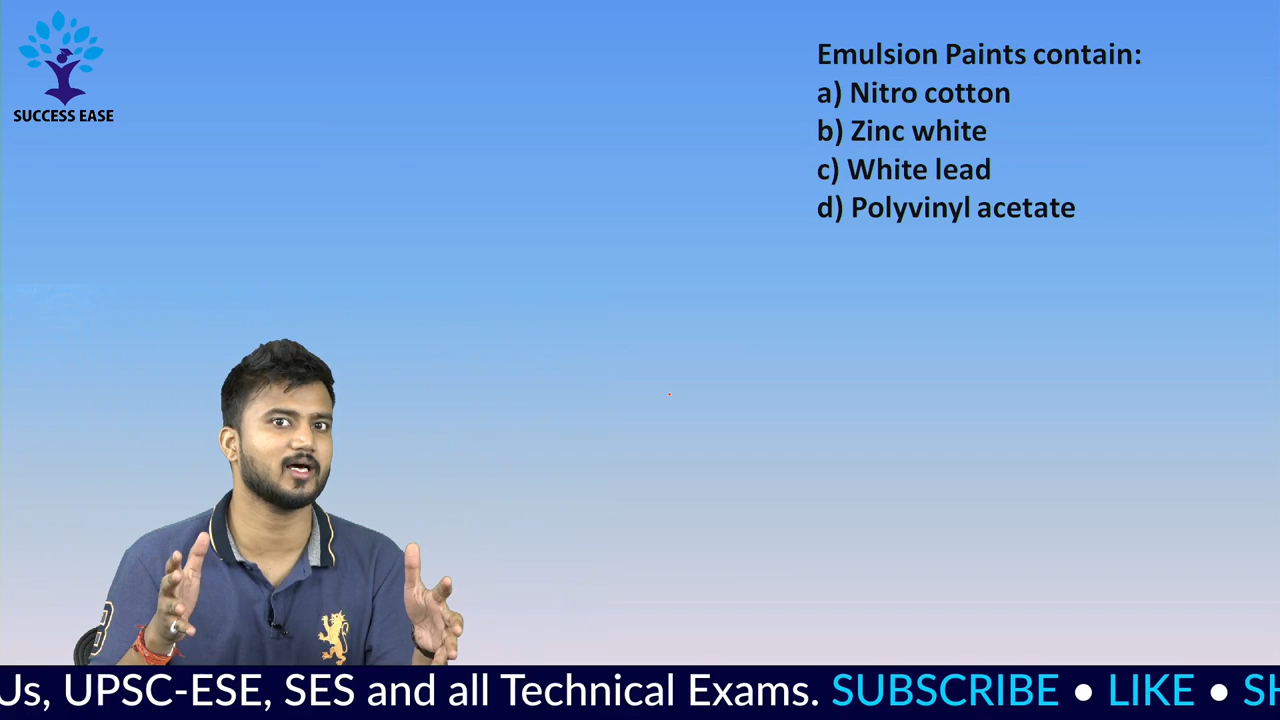 SUCCESS EASE
Emulsion Paints contain:
a) Nitro cotton
b) Zinc white
c) White lead
d) Polyvinyl acetate
Us, UPSC-ESE, SES and all Technical Exams. SUBSCRIBE ● LIKE ● SH